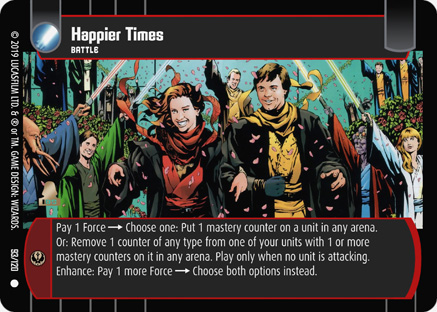 Happier Times
BATTLE
© 2019 LUCASFILM LTD. & ® or TM. GAME DESIGN: WIZARDS.
Pay 1 Force → Choose one: Put 1 mastery counter on a unit in any arena.
Or: Remove 1 counter of any type from one of your units with 1 or more
mastery counters on it in any arena. Play only when no unit is attacking.
Enhance: Pay 1 more Force → Choose both options instead.